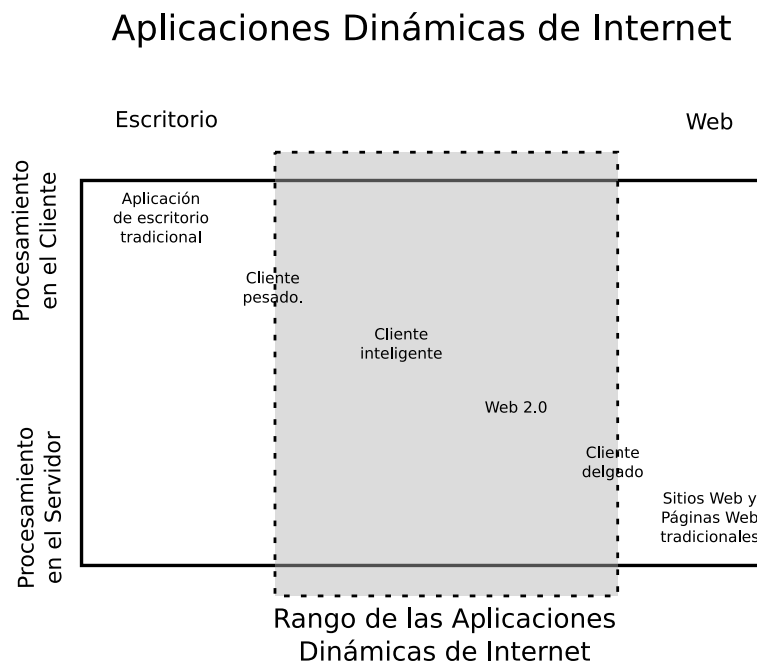 Aplicaciones Dinámicas de Internet
Escritorio
Web
Procesamiento
en el Cliente
Aplicación
de escritorio
tradicional
Cliente
pesado.
Cliente
inteligente
Web 2.0
Procesamiento
en el Servidor
Cliente
delgado
Sitios Web y
Páginas Web
tradicionales
Rango de las Aplicaciones
Dinámicas de Internet